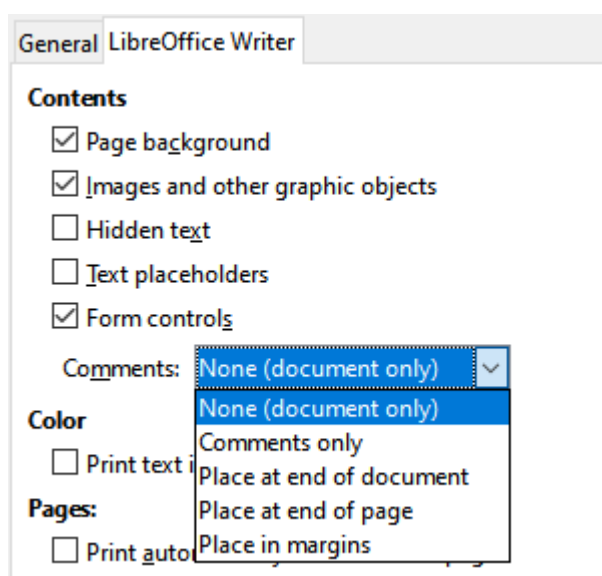 General LibreOffice Writer
Contents
Page background
Images and other graphic objects
Hidden text
Text placeholders
Form controls
Comments: None (document only)
None (document only)
Color
Comments only
Print text i
Place at end of document
Pages:
Place at end of page
Print
Place in margins